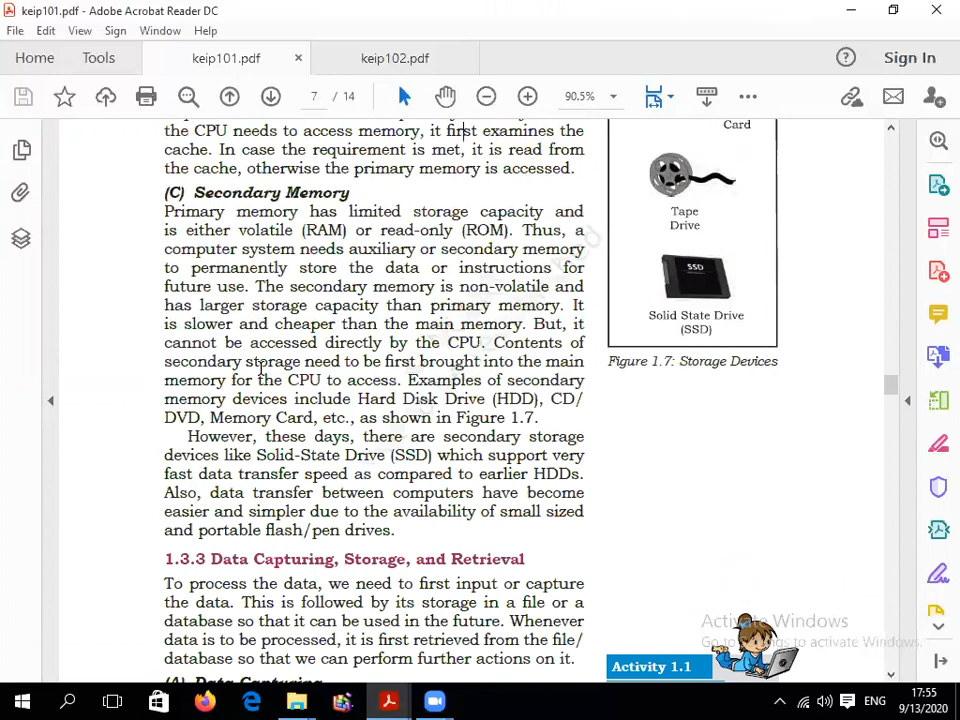 keip101.pdf - Adobe Acrobat Reader DC
File Edit View Sign Window Help
Home Tools keip101.pdf × keip102.pdf Sign In
7 / 14 90.5%
the CPU needs to access memory, it first examines the
cache. In case the requirement is met, it is read from
the cache, otherwise the primary memory is accessed.
(C) Secondary Memory
Primary memory has limited storage capacity and
is either volatile (RAM) or read-only (ROM). Thus, a
computer system needs auxiliary or secondary memory
to permanently store the data or instructions for
future use. The secondary memory is non-volatile and
has larger storage capacity than primary memory. It
is slower and cheaper than the main memory. But, it
cannot be accessed directly by the CPU. Contents of
secondary storage need to be first brought into the main
memory for the CPU to access. Examples of secondary
memory devices include Hard Disk Drive (HDD), CD/
DVD, Memory Card, etc., as shown in Figure 1.7.
However, these days, there are secondary storage
devices like Solid-State Drive (SSD) which support very
fast data transfer speed as compared to earlier HDDs.
Also, data transfer between computers have become
easier and simpler due to the availability of small sized
and portable flash/pen drives.
1.3.3 Data Capturing, Storage, and Retrieval
To process the data, we need to first input or capture
the data. This is followed by its storage in a file or a
database so that it can be used in the future. Whenever
data is to be processed, it is first retrieved from the file/
database so that we can perform further actions on it.
(A) Data Capturing
Card
Tape
Drive
SSD
Solid State Drive
(SSD)
Figure 1.7: Storage Devices
Activate Windows
Go to Settings to activate Windows.
Activity 1.1
ENG
17:55
9/13/2020